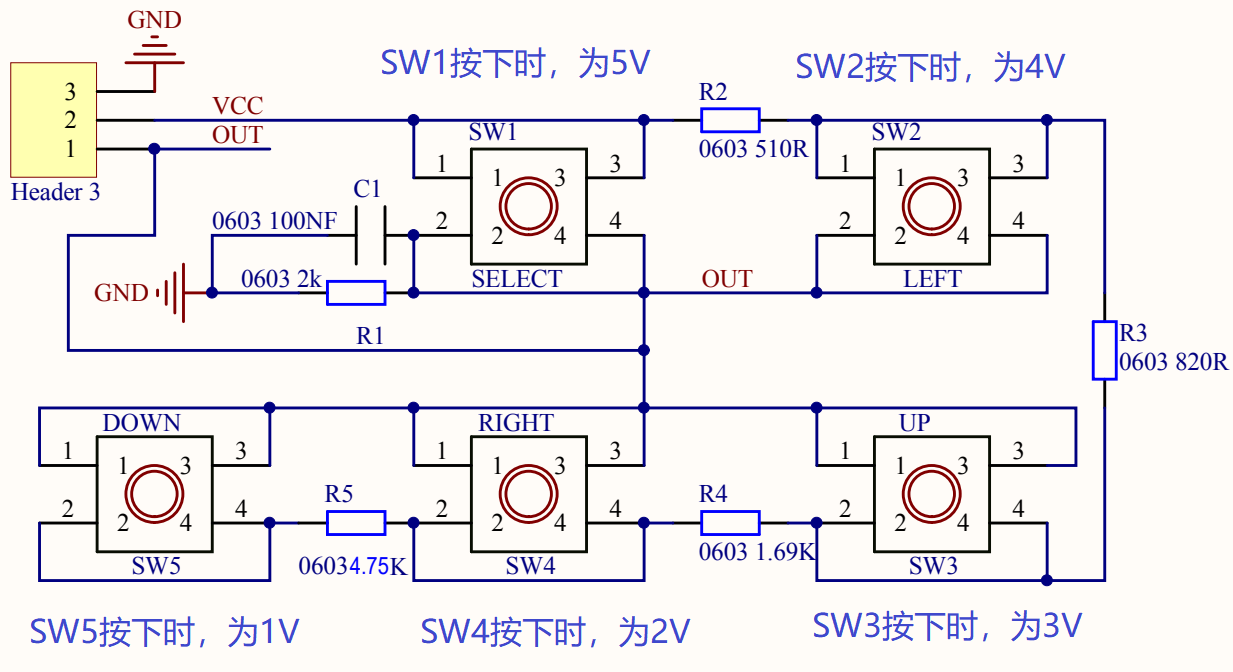 GND
SW1按下时，为5V
SW2按下时，为4V
3
2
1
VCC
OUT
Header 3
R2
0603 510R
SW1
1
2
3
4
1
3
2
4
SELECT
SW2
1
2
3
4
1
3
2
4
LEFT
C1
0603 100NF
GND
0603 2k
R1
OUT
R3
0603 820R
DOWN
1
2
3
4
1
3
2
4
SW5
R5
06034.75K
RIGHT
1
2
3
4
1
3
2
4
SW4
R4
0603 1.69K
UP
1
2
3
4
1
3
2
4
SW3
SW5按下时，为1V
SW4按下时，为2V
SW3按下时，为3V